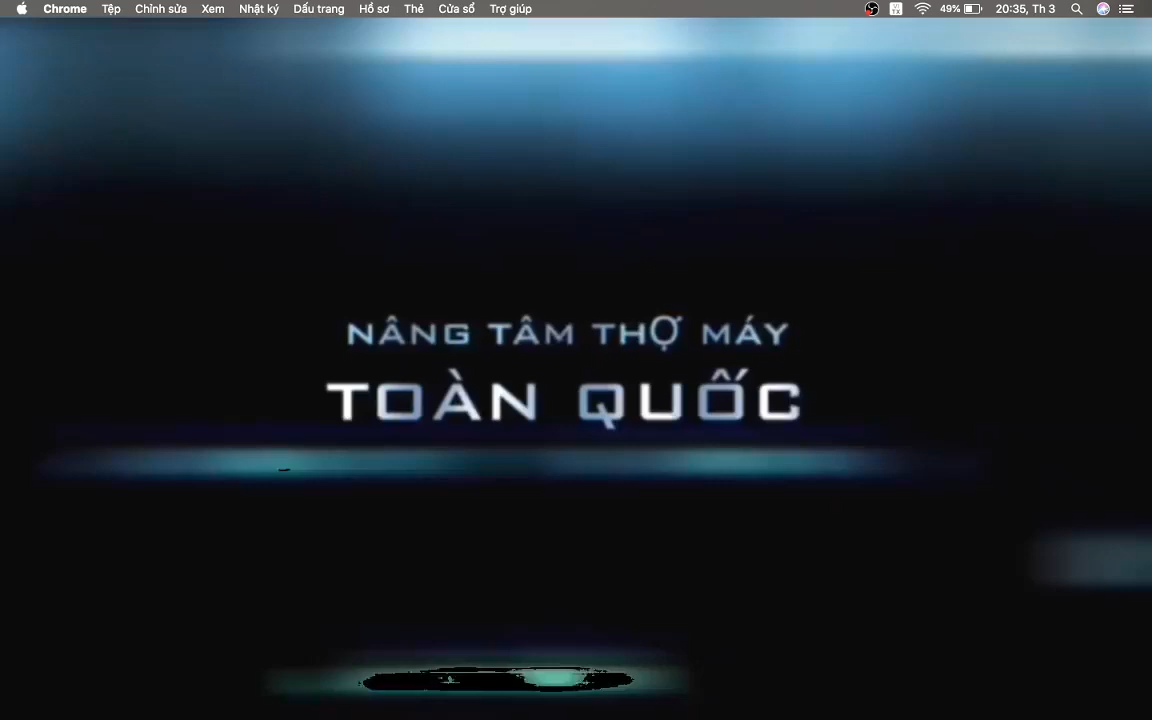 Chrome Tệp Chỉnh sửa Xem Nhật ký Dấu trang Hồ sơ Thẻ Cửa sổ Trợ giúp 49% 20:35, Th 3
NÂNG TÂM THỢ MÁY
TOÀN QUỐC